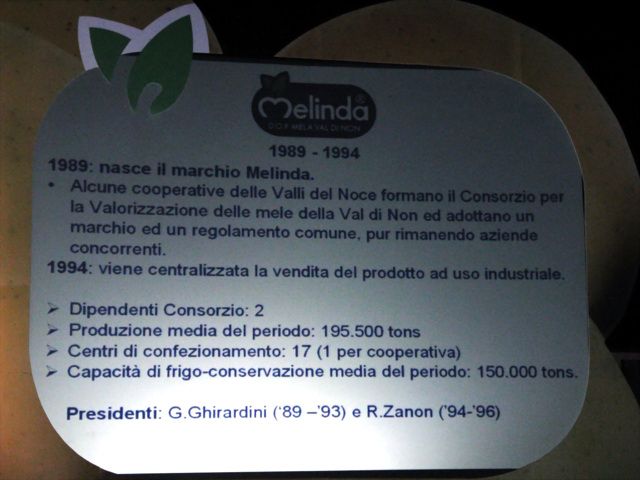 Melinda®
D.O.P. MELA VAL DI NON
1989 - 1994
1989: nasce il marchio Melinda.
• Alcune cooperative delle Valli del Noce formano il Consorzio per
la Valorizzazione delle mele della Val di Non ed adottano un
marchio ed un regolamento comune, pur rimanendo aziende
concorrenti.
1994: viene centralizzata la vendita del prodotto ad uso industriale.
➢ Dipendenti Consorzio: 2
➢ Produzione media del periodo: 195.500 tons
➢ Centri di confezionamento: 17 (1 per cooperativa)
➢ Capacità di frigo-conservazione media del periodo: 150.000 tons.
Presidenti: G.Ghirardini (‘89 –’93) e R.Zanon (’94-’96)